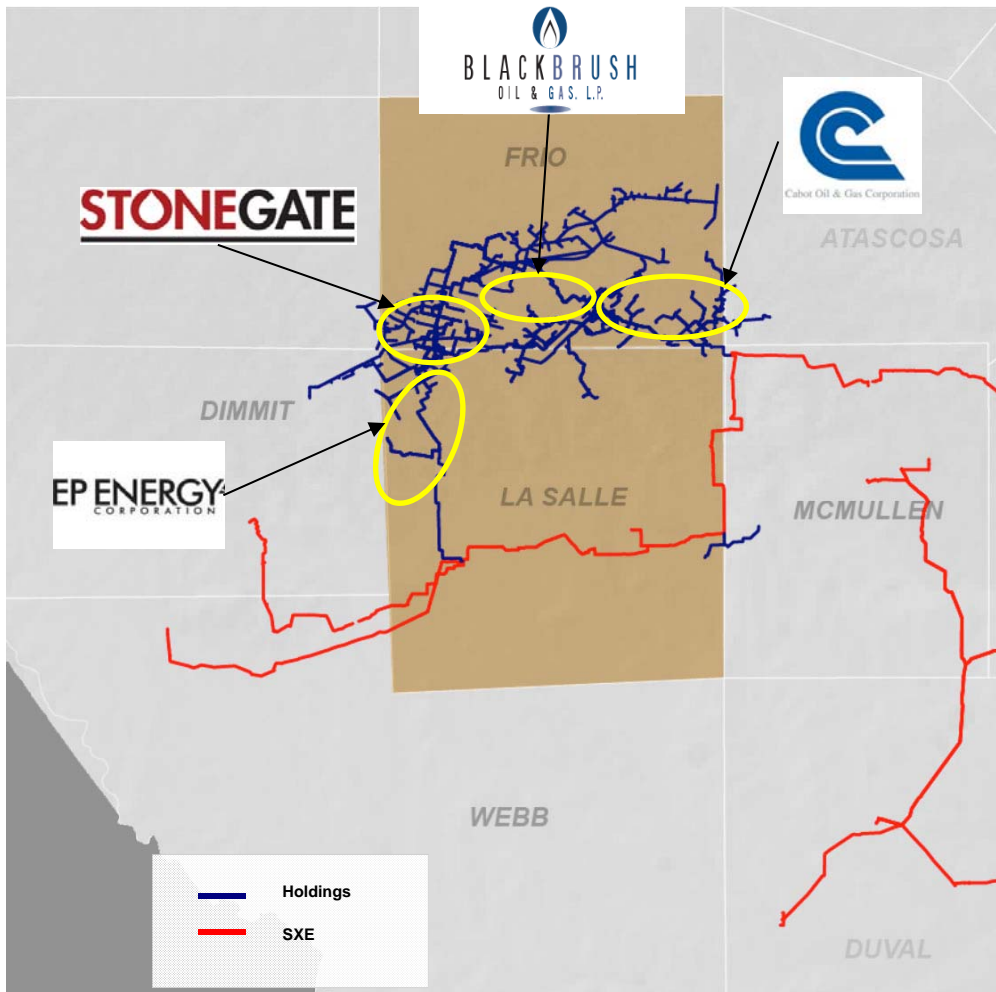 BLACKBRUSH
OIL & GAS, L.P.
Cabot Oil & Gas Corporation
FRIO
STONEGATE
ATASCOSA
DIMMIT
EP ENERGY
CORPORATION
LA SALLE
MCMULLEN
WEBB
Holdings
SXE
DUVAL